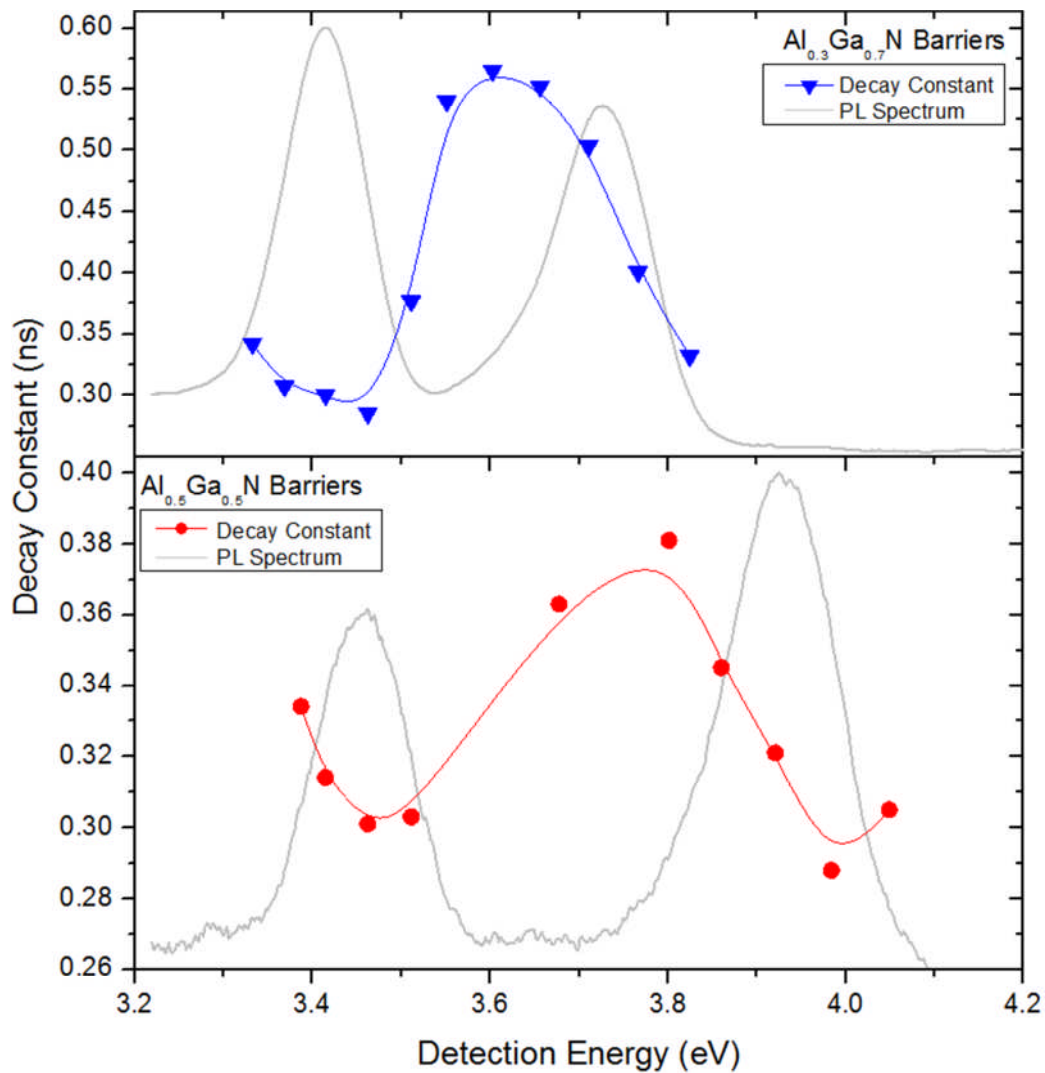 0.60
0.55
0.50
0.45
0.40
0.35
0.30
Al0.3Ga0.7N Barriers
Decay Constant
PL Spectrum
Decay Constant (ns)
0.40
0.38
0.36
0.34
0.32
0.30
0.28
0.26
Al0.5Ga0.5N Barriers
Decay Constant
PL Spectrum
3.2 3.4 3.6 3.8 4.0 4.2
Detection Energy (eV)